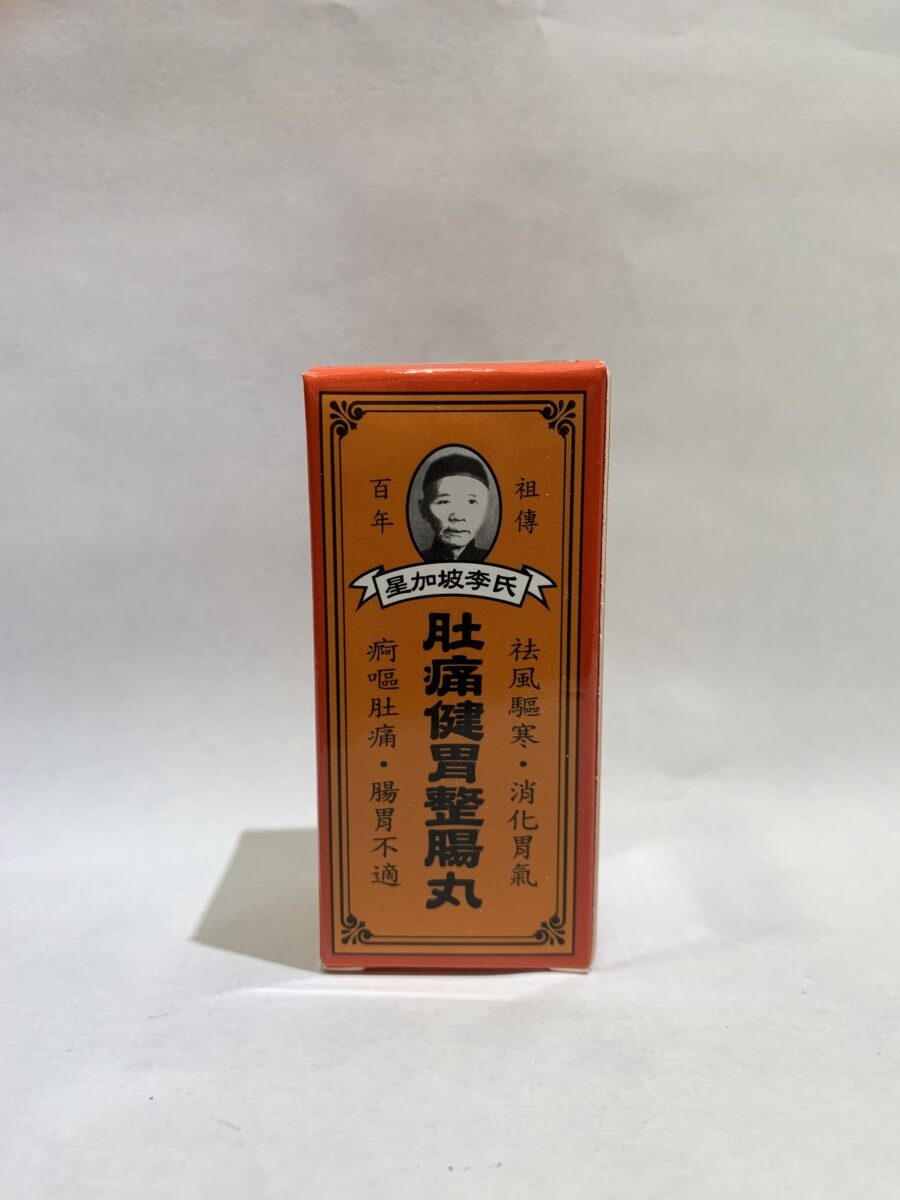 百年
祖傳
星加坡李氏
肚痛健胃整腸丸
祛風驅寒・消化胃氣
痾嘔肚痛・腸胃不適